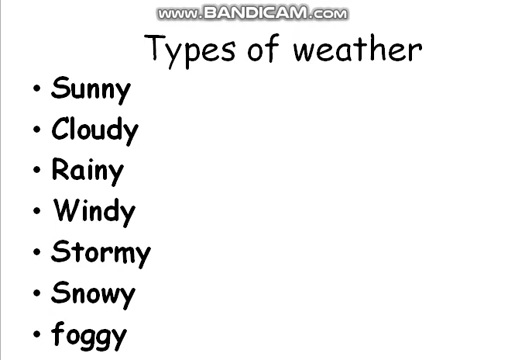 www.BANDICAM.com
Types of weather
• Sunny
• Cloudy
• Rainy
• Windy
• Stormy
• Snowy
• foggy